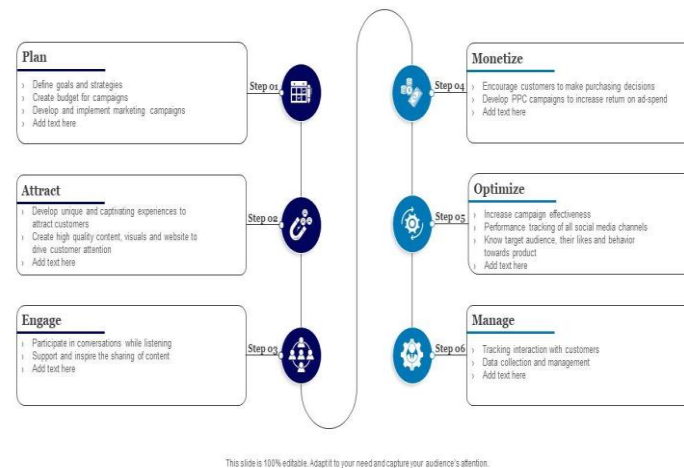 Plan
› Define goals and strategies
› Create budget for campaigns
› Develop and implement marketing campaigns
› Add text here
Step 01
Attract
› Develop unique and captivating experiences to
attract customers
› Create high quality content, visuals and website to
drive customer attention
› Add text here
Step 02
Engage
› Participate in conversations while listening
› Support and inspire the sharing of content
› Add text here
Step 03
Monetize
› Encourage customers to make purchasing decisions
› Develop PPC campaigns to increase return on ad-spend
› Add text here
Step 04
Optimize
› Increase campaign effectiveness
› Performance tracking of all social media channels
› Know target audience, their likes and behavior
towards product
› Add text here
Step 05
Manage
› Tracking interaction with customers
› Data collection and management
› Add text here
Step 06
This slide is 100% editable. Adapt it to your need and capture your audience's attention.